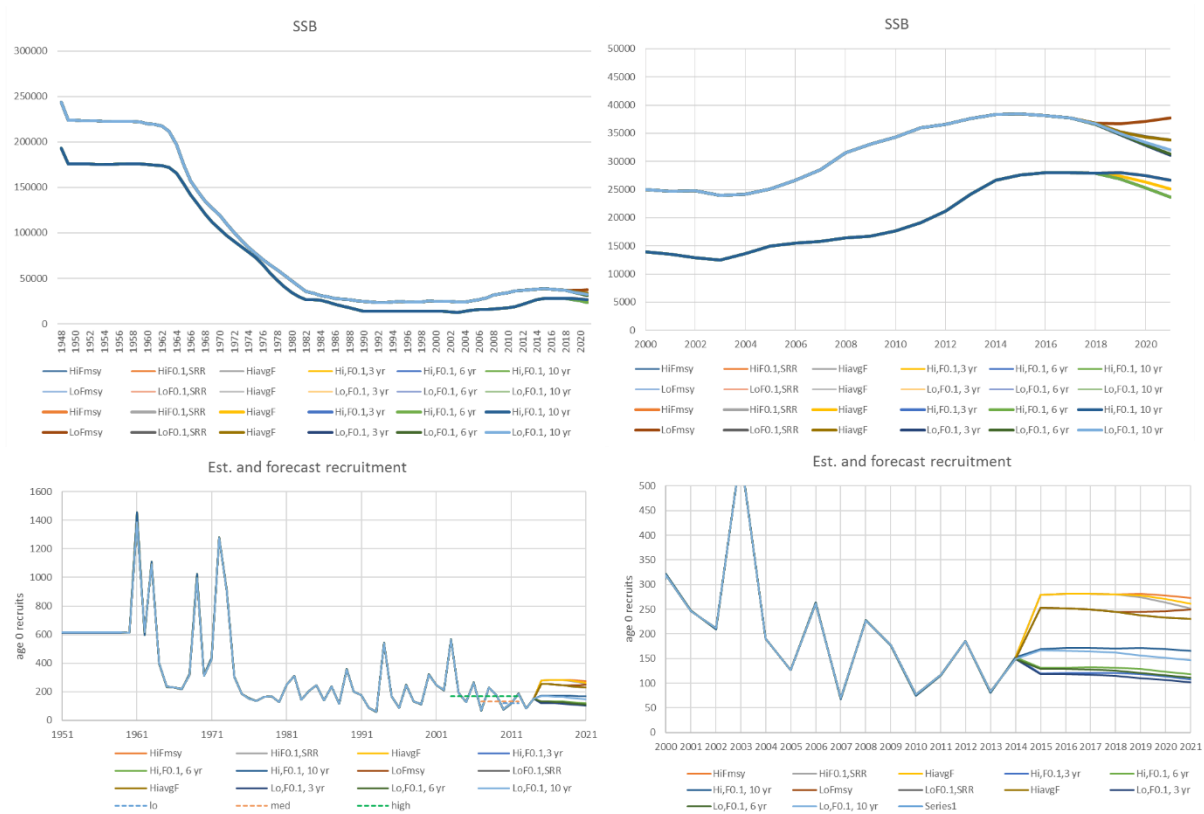 SSB
300000
250000
200000
150000
100000
50000
0
1948 1950 1952 1954 1956 1958 1960 1962 1964 1966 1968 1970 1972 1974 1976 1978 1980 1982 1984 1986 1988 1990 1992 1994 1996 1998 2000 2002 2004 2006 2008 2010 2012 2014 2016 2018 2020
HiFmsy HiF0.1,SRR HiavgF Hi,F0.1,3 yr Hi,F0.1, 6 yr Hi,F0.1, 10 yr
LoFmsy LoF0.1,SRR HiavgF Lo,F0.1, 3 yr Lo,F0.1, 6 yr Lo,F0.1, 10 yr
HiFmsy HiF0.1,SRR HiavgF Hi,F0.1,3 yr Hi,F0.1, 6 yr Hi,F0.1, 10 yr
LoFmsy LoF0.1,SRR HiavgF Lo,F0.1, 3 yr Lo,F0.1, 6 yr Lo,F0.1, 10 yr
SSB
50000
45000
40000
35000
30000
25000
20000
15000
10000
5000
0
2000 2002 2004 2006 2008 2010 2012 2014 2016 2018 2020
HiFmsy HiF0.1,SRR HiavgF Hi,F0.1,3 yr Hi,F0.1, 6 yr Hi,F0.1, 10 yr
LoFmsy LoF0.1,SRR HiavgF Lo,F0.1, 3 yr Lo,F0.1, 6 yr Lo,F0.1, 10 yr
HiFmsy HiF0.1,SRR HiavgF Hi,F0.1,3 yr Hi,F0.1, 6 yr Hi,F0.1, 10 yr
LoFmsy LoF0.1,SRR HiavgF Lo,F0.1, 3 yr Lo,F0.1, 6 yr Lo,F0.1, 10 yr
Est. and forecast recruitment
age 0 recruits
1600
1400
1200
1000
800
600
400
200
0
1951 1961 1971 1981 1991 2001 2011 2021
HiFmsy HiF0.1,SRR HiavgF Hi,F0.1,3 yr
Hi,F0.1, 6 yr Hi,F0.1, 10 yr LoFmsy LoF0.1,SRR
HiavgF Lo,F0.1, 3 yr Lo,F0.1, 6 yr Lo,F0.1, 10 yr
lo med high
Est. and forecast recruitment
age 0 recruits
500
450
400
350
300
250
200
150
100
50
0
2000 2001 2002 2003 2004 2005 2006 2007 2008 2009 2010 2011 2012 2013 2014 2015 2016 2017 2018 2019 2020 2021
HiFmsy HiF0.1,SRR HiavgF Hi,F0.1,3 yr Hi,F0.1, 6 yr
Hi,F0.1, 10 yr LoFmsy LoF0.1,SRR HiavgF Lo,F0.1, 3 yr
Lo,F0.1, 6 yr Lo,F0.1, 10 yr Series1